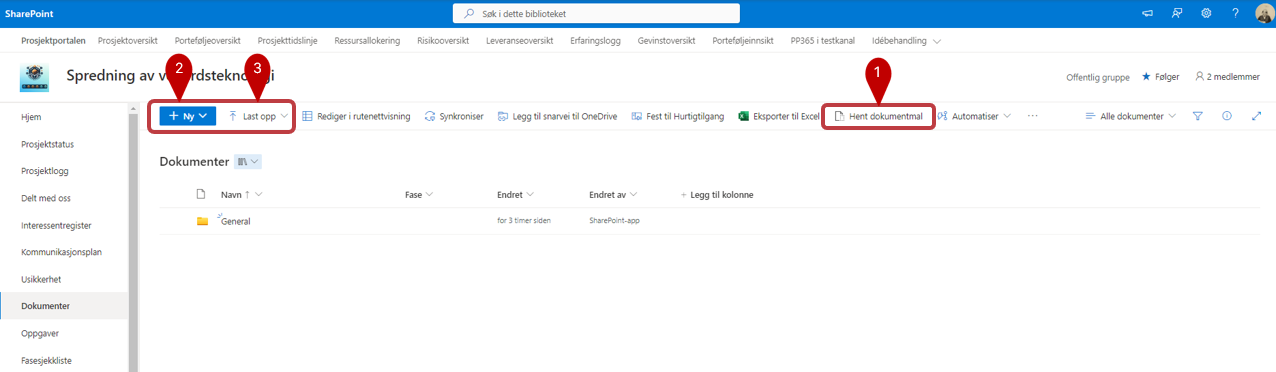 SharePoint
Søk i dette biblioteket
?
Prosjektportalen Prosjektoversikt Porteføljeoversikt Prosjekttidslinje Ressursallokering Risikooversikt Leveranseoversikt Erfaringslogg Gevinstoversikt Porteføljeinnsikt PP365 i testkanal Idébehandling
2 3 1
Spredning av v rdsteknologi
Offentlig gruppe Følger 2 medlemmer
Ny Last opp Rediger i rutenettvisning Synkroniser Legg til snarvei til OneDrive Fest til Hurtigtilgang Eksporter til Excel Hent dokumentmal Automatiser ... Alle dokumenter
Hjem
Prosjektstatus
Prosjektlogg
Delt med oss
Interessentregister
Kommunikasjonsplan
Usikkerhet
Dokumenter
Oppgaver
Fasesjekkliste
Dokumenter
Navn Fase Endret Endret av + Legg til kolonne
General for 3 timer siden SharePoint-app